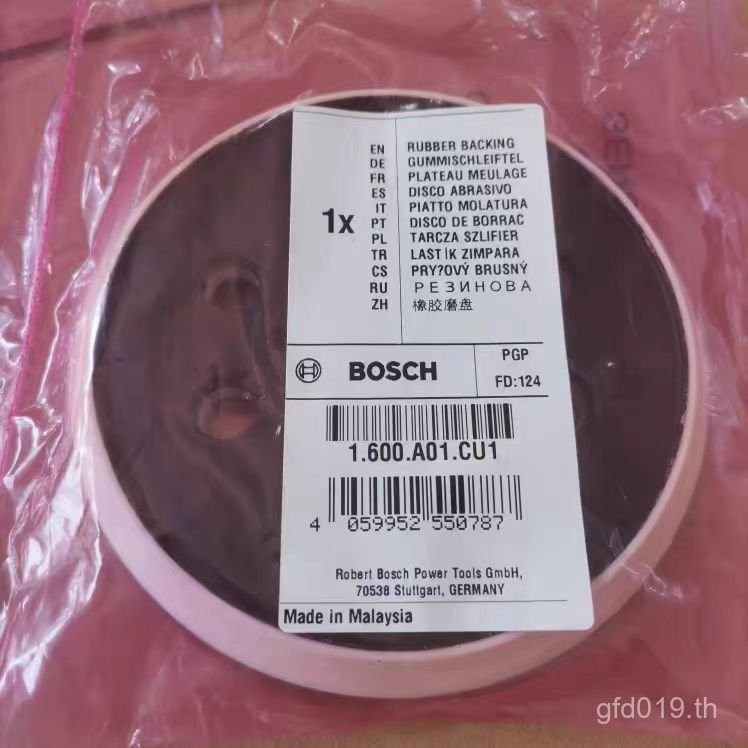 1x
EN RUBBER BACKING
DE GUMMISCHLEIFTEL
FR PLATEAU MEULAGE
ES DISCO ABRASIVO
IT PIATTO MOLATURA
PT DISCO DE BORRAC
PL TARCZA SZLIFIER
TR LASTİK ZIMPARA
CS PRY?OVÝ BRUSNÝ
RU РЕЗИНОВА
ZH 橡胶磨盘
BOSCH
PGP
FD:124
1.600.A01.CU1
4 059952 550787
Robert Bosch Power Tools GmbH,
70538 Stuttgart, GERMANY
Made in Malaysia
gfd019.th